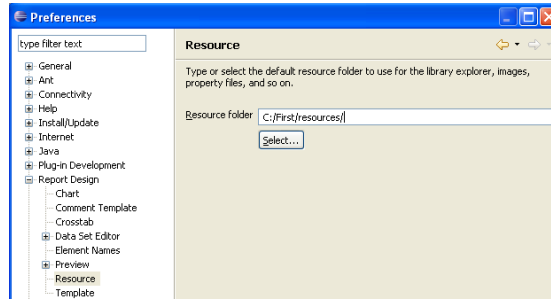 Preferences
type filter text
General
Ant
Connectivity
Help
Install/Update
Internet
Java
Plug-in Development
Report Design
Chart
Comment Template
Crosstab
Data Set Editor
Element Names
Preview
Resource
Template
Resource
Type or select the default resource folder to use for the library explorer, images,
property files, and so on.
Resource folder C:/First/resources/
Select...